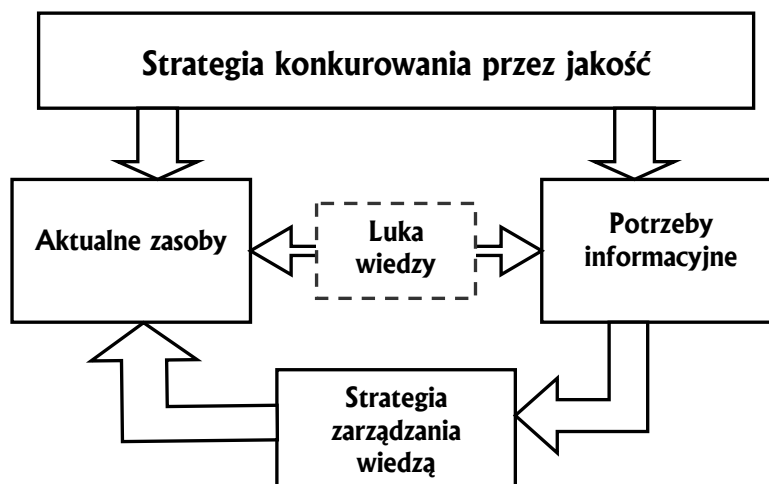 Strategia konkurowania przez jakość
Aktualne zasoby
Luka
wiedzy
Potrzeby
informacyjne
Strategia
zarządzania
wiedzą